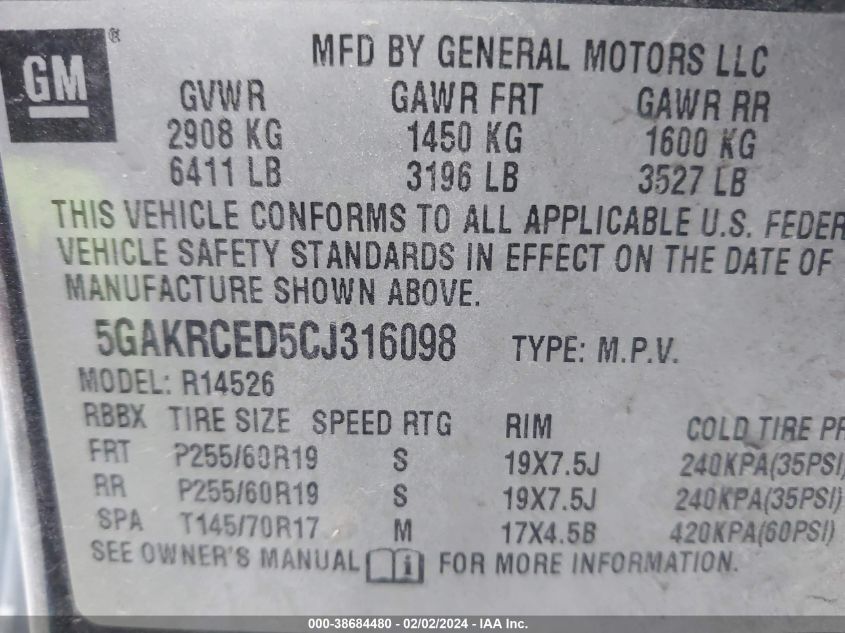 GM®
MFD BY GENERAL MOTORS LLC
GVWR GAWR FRT GAWR RR
2908 KG 1450 KG 1600 KG
6411 LB 3196 LB 3527 LB
THIS VEHICLE CONFORMS TO ALL APPLICABLE U.S. FEDER
VEHICLE SAFETY STANDARDS IN EFFECT ON THE DATE OF
MANUFACTURE SHOWN ABOVE.
5GAKRCED5CJ316098 TYPE: M.P.V.
MODEL: R14526
RBBX TIRE SIZE SPEED RTG RIM COLD TIRE PR
FRT P255/60R19 S 19X7.5J 240KPA(35PSI)
RR P255/60R19 S 19X7.5J 240KPA(35PSI)
SPA T145/70R17 M 17X4.5B 420KPA(60PSI)
SEE OWNER'S MANUAL i FOR MORE INFORMATION.
000-38684480 - 02/02/2024 - IAA Inc.